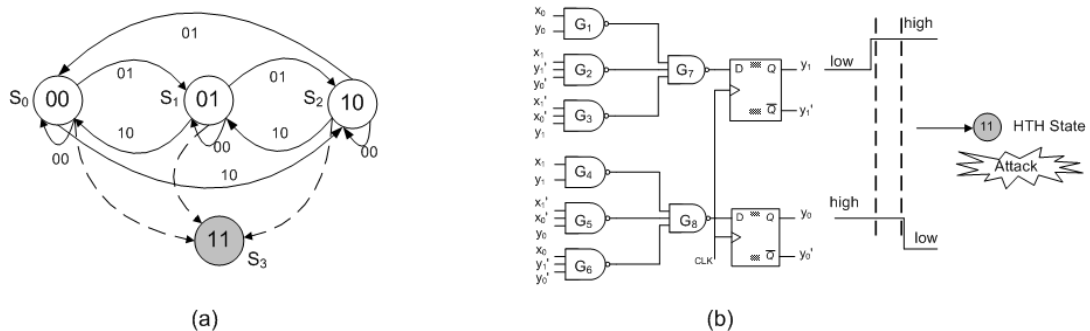 01
01
01
S0 00
S1 01
S2 10
10
10
00
00
00
10
11
S3
(a)
x0
y0
G1
x1
y1'
y0'
G2
x1'
x0'
y1
G3
G7
D Q
Q
y1
y1'
x1
y1
G4
x1'
x0'
y0
G5
x0
y1'
y0'
G6
G8
D Q
Q
y0
y0'
CLK
high
low
high
low
11 HTH State
Attack
(b)